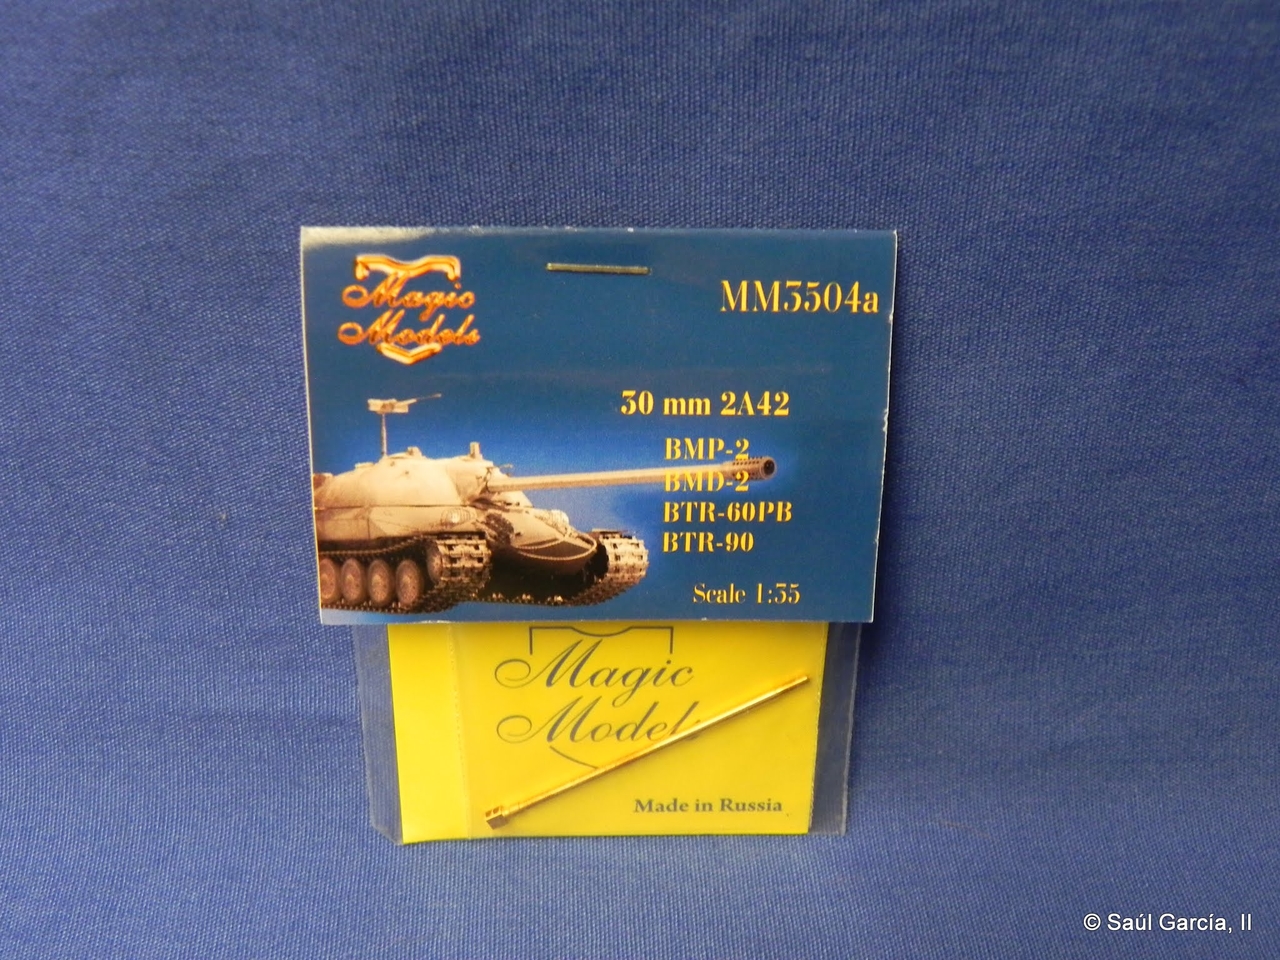 Magic
Models
MM3504a
30 mm 2A42
BMP-2
BMD-2
BTR-60PB
BTR-90
Scale 1:35
Magic
Models
Made in Russia
© Saúl García, II